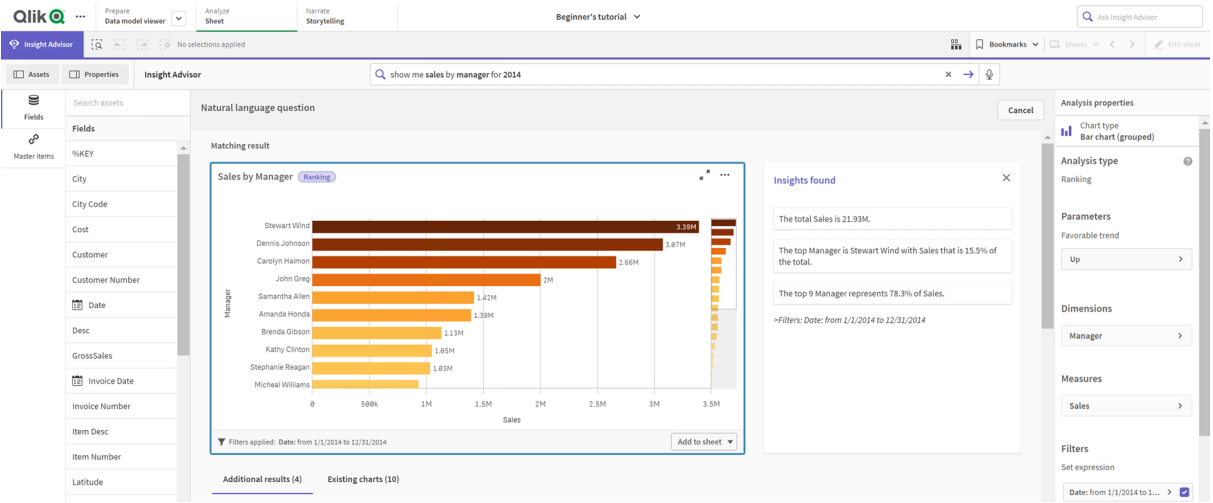 Qlik
Prepare
Data model viewer
Analyze
Sheet
Narrate
Storytelling
Beginner's tutorial
Ask Insight Advisor
Insight Advisor
No selections applied
Bookmarks
Sheets
Edit sheet
Assets
Properties
Insight Advisor
show me sales by manager for 2014
Fields
Master items
Search assets
Fields
%KEY
City
City Code
Cost
Customer
Customer Number
Date
Desc
GrossSales
Invoice Date
Invoice Number
Item Desc
Item Number
Latitude
Natural language question
Cancel
Matching result
Sales by Manager
Ranking
Manager
Stewart Wind
3.39M
Dennis Johnson
3.07M
Carolyn Halmon
2.66M
John Greg
2M
Samantha Allen
1.42M
Amanda Honda
1.39M
Brenda Gibson
1.13M
Kathy Clinton
1.05M
Stephanie Reagan
1.03M
Micheal Williams
0 500k 1M 1.5M 2M 2.5M 3M 3.5M
Sales
Filters applied: Date: from 1/1/2014 to 12/31/2014
Add to sheet
Insights found
The total Sales is 21.93M.
The top Manager is Stewart Wind with Sales that is 15.5% of
the total.
The top 9 Manager represents 78.3% of Sales.
>Filters: Date: from 1/1/2014 to 12/31/2014
Additional results (4)
Existing charts (10)
Analysis properties
Chart type
Bar chart (grouped)
Analysis type
Ranking
Parameters
Favorable trend
Up
Dimensions
Manager
Measures
Sales
Filters
Set expression
Date: from 1/1/2014 to 1...